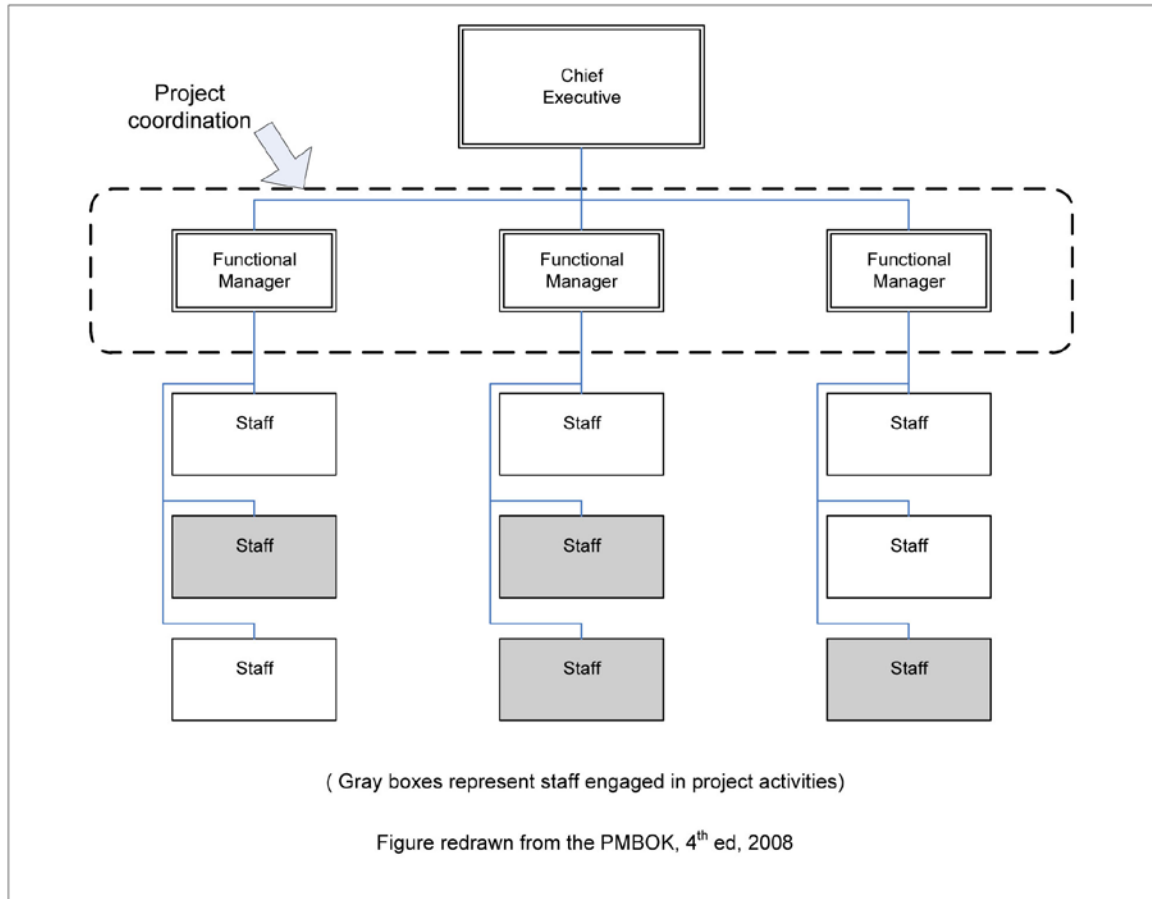 Chief
Executive
Project
coordination
Functional
Manager
Functional
Manager
Functional
Manager
Staff
Staff
Staff
Staff
Staff
Staff
Staff
Staff
Staff
( Gray boxes represent staff engaged in project activities)
Figure redrawn from the PMBOK, 4th ed, 2008